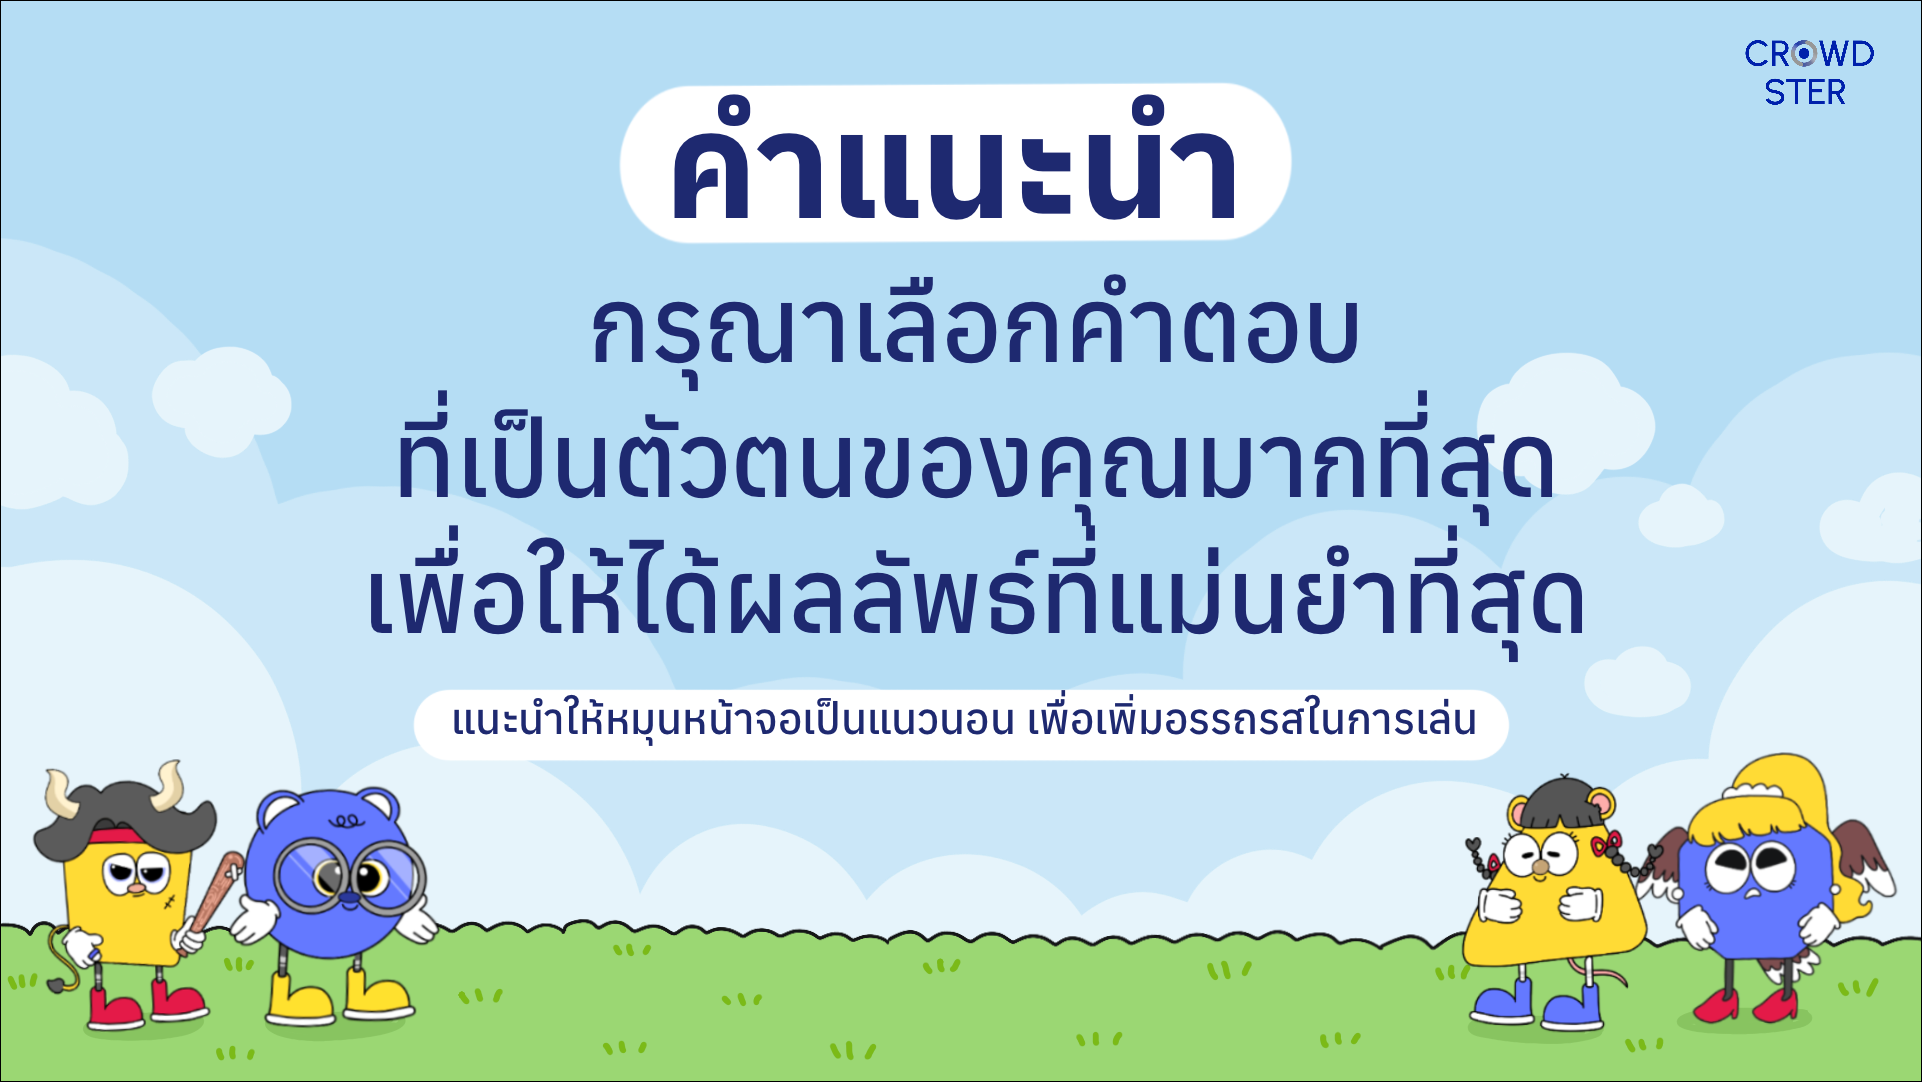 CROWD
STER
คำแนะนำ
กรุณาเลือกคำตอบ
ที่เป็นตัวตนของคุณมากที่สุด
เพื่อให้ได้ผลลัพธ์ที่แม่นยำที่สุด
แนะนำให้หมุนหน้าจอเป็นแนวนอน เพื่อเพิ่มอรรถรสในการเล่น